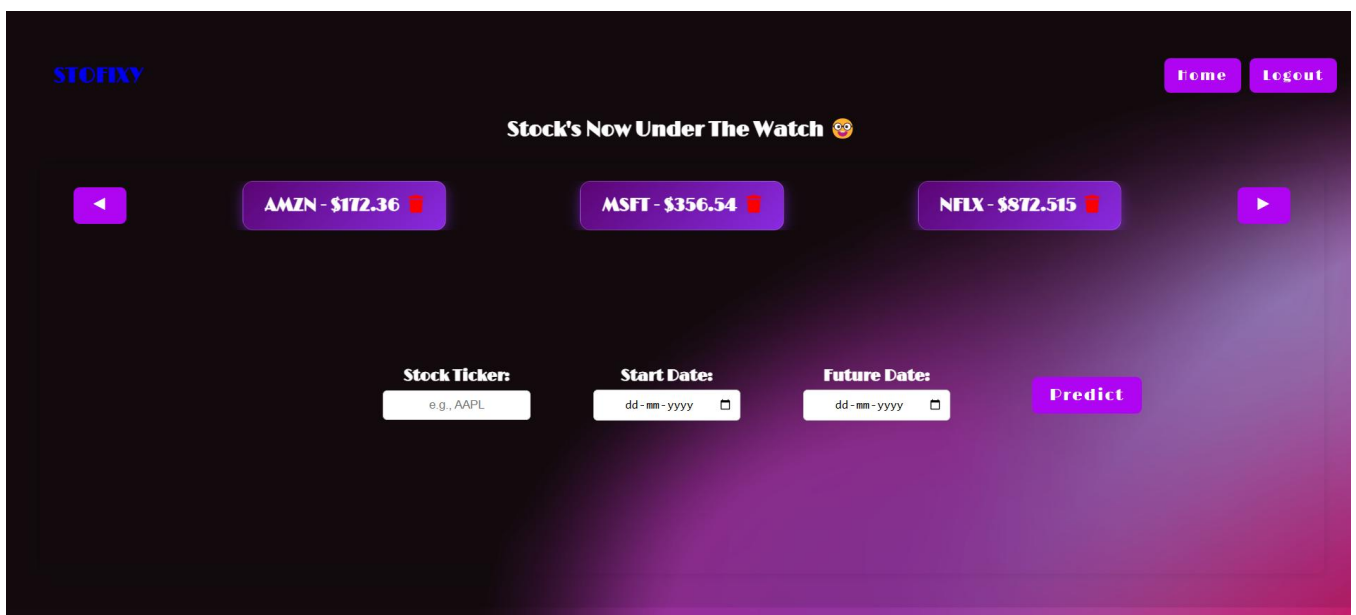 STOFIXY
Home Logout
Stock's Now Under The Watch 🤓
◄ AMZN - $172.36 MSFT - $356.54 NFLX - $872.515 ►
Stock Ticker: Start Date: Future Date:
e.g., AAPL dd-mm-yyyy dd-mm-yyyy Predict